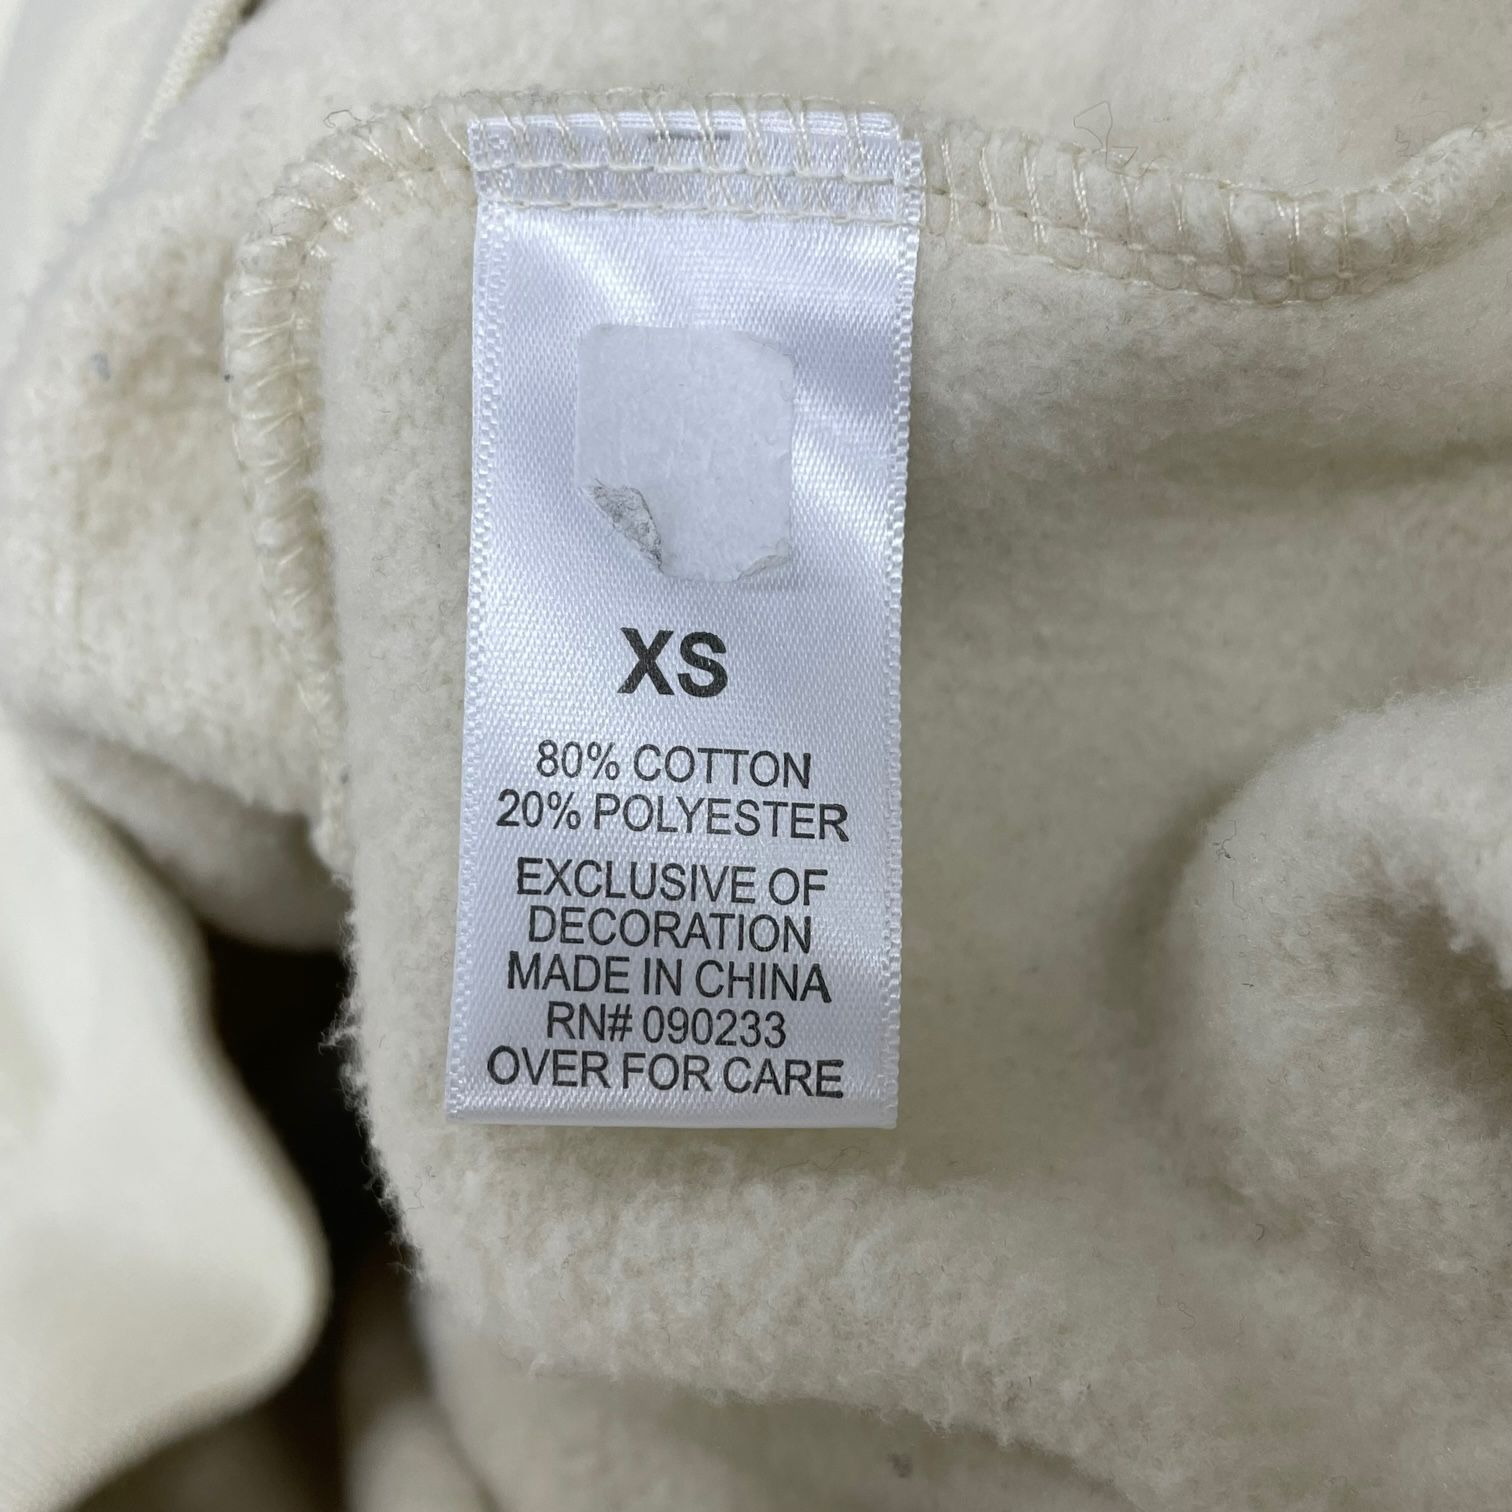 XS
80% COTTON
20% POLYESTER
EXCLUSIVE OF
DECORATION
MADE IN CHINA
RN# 090233
OVER FOR CARE